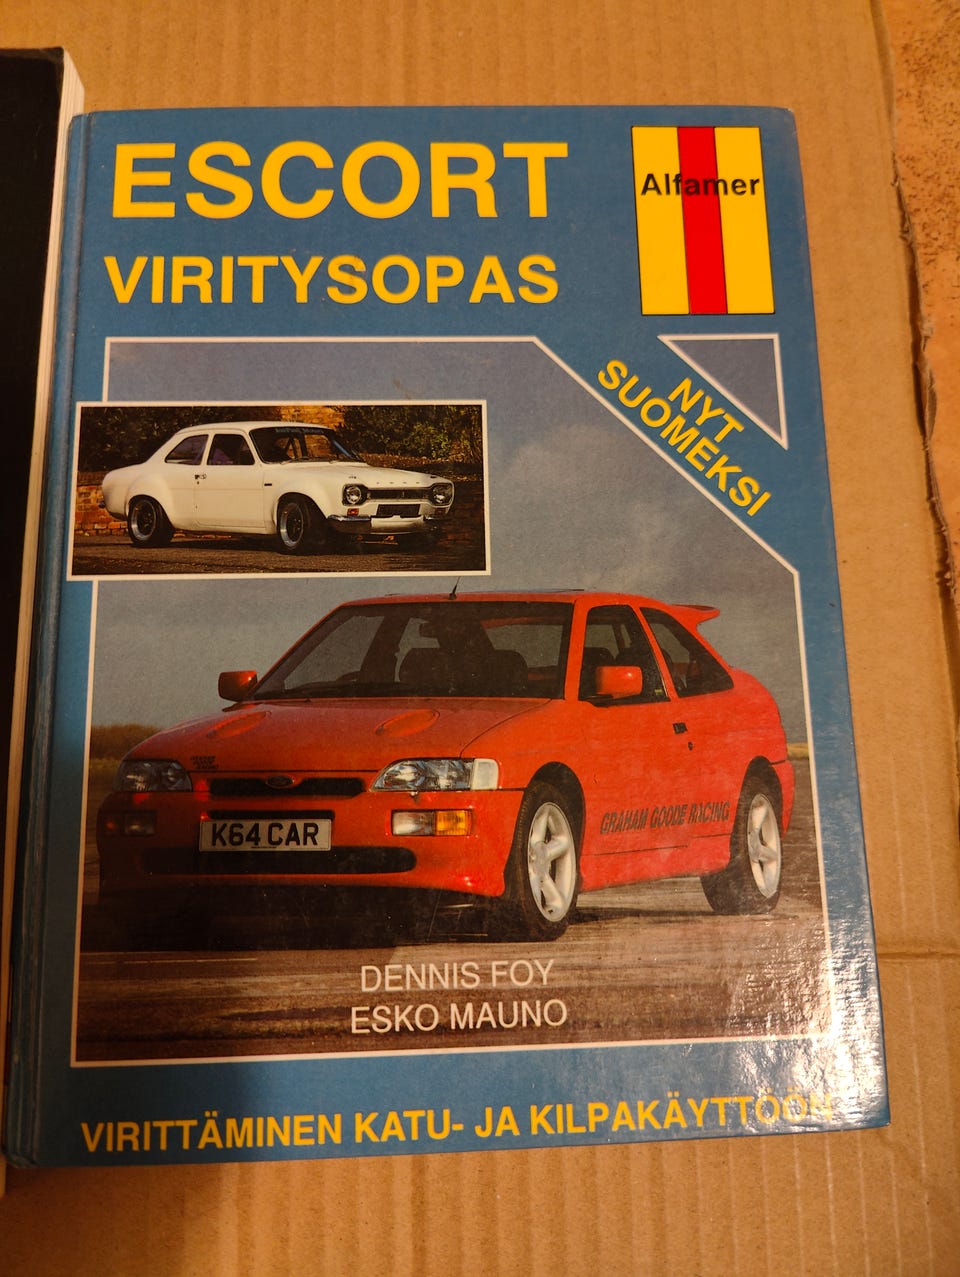 ESCORT
VIRITYSOPAS
Alfamer
NYT
SUOMEKSI
K64 CAR
GRAHAM GOODE RACING
DENNIS FOY
ESKO MAUNO
VIRITTÄMINEN KATU- JA KILPAKÄYTTÖÖN